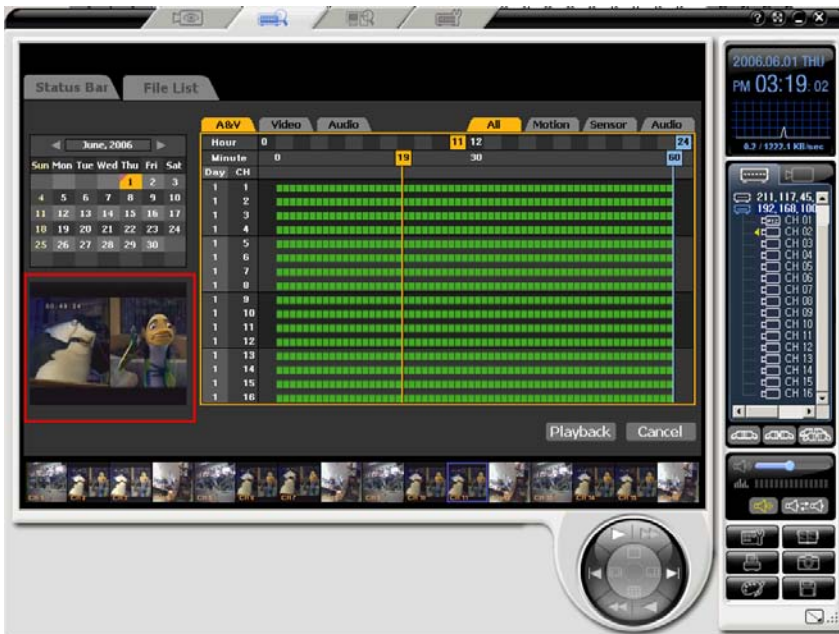 2006.06.01 THU
PM 03:19: 02
0.2 / 1222.1 KB/sec
Status Bar
File List
A&V
Video
Audio
All
Motion
Sensor
Audio
June, 2006
Sun Mon Tue Wed Thu Fri Sat
1 2 3
4 5 6 7 8 9 10
11 12 13 14 15 16 17
18 19 20 21 22 23 24
25 26 27 28 29 30
Hour 0 11 12 24
Minute 0 19 30 60
Day CH
1 1
1 2
1 3
1 4
1 5
1 6
1 7
1 8
1 9
1 10
1 11
1 12
1 13
1 14
1 15
1 16
Playback
Cancel
211,117,45,
192,168,100
CH 01
CH 02
CH 03
CH 04
CH 05
CH 06
CH 07
CH 08
CH 09
CH 10
CH 11
CH 12
CH 13
CH 14
CH 15
CH 16